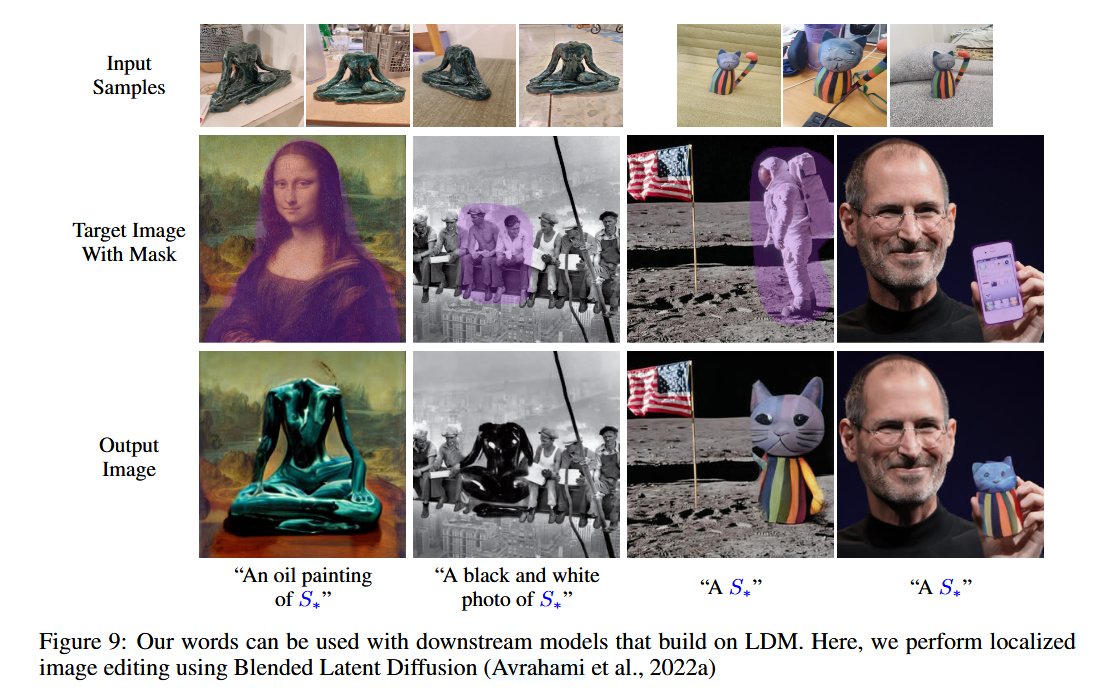 Input
Samples
Target Image
With Mask
Output
Image
“An oil painting
of S*”
“A black and white
photo of S*”
“A S*”
“A S*”
Figure 9: Our words can be used with downstream models that build on LDM. Here, we perform localized
image editing using Blended Latent Diffusion (Avrahami et al., 2022a)